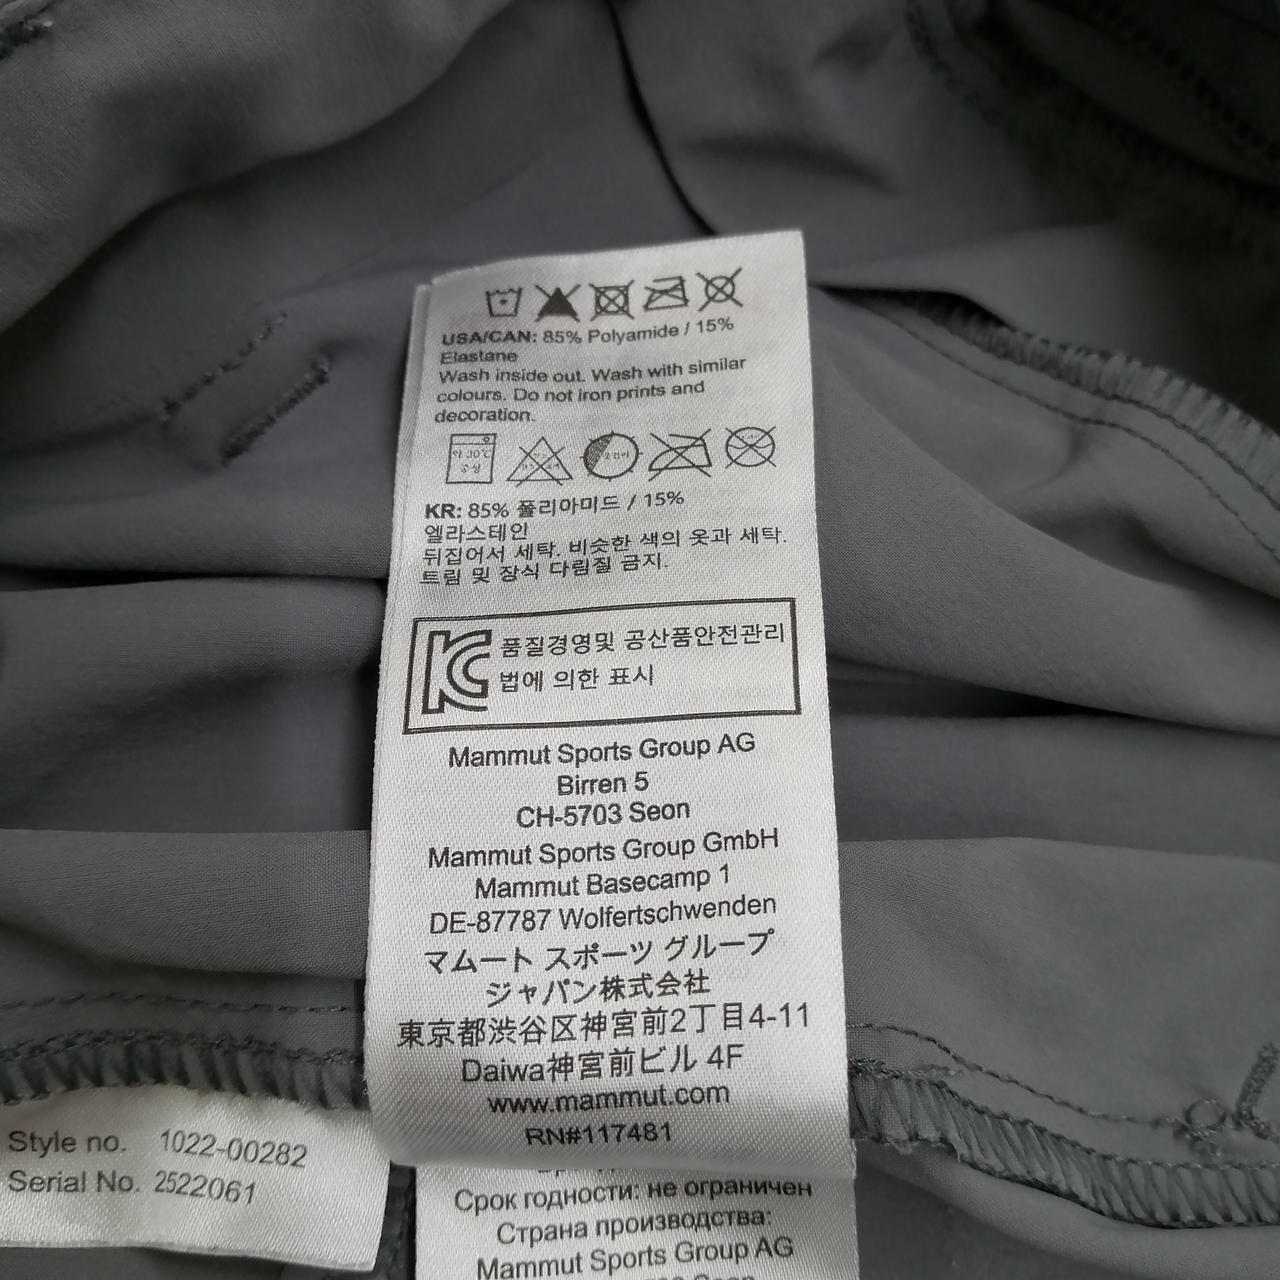 USA/CAN: 85% Polyamide / 15%
Elastane
Wash inside out. Wash with similar
colours. Do not iron prints and
decoration.
약 30℃
중성
KR: 85% 폴리아미드 / 15%
엘라스테인
뒤집어서 세탁. 비슷한 색의 옷과 세탁.
트림 및 장식 다림질 금지.
KC 품질경영및 공산품안전관리
법에 의한 표시
Mammut Sports Group AG
Birren 5
CH-5703 Seon
Mammut Sports Group GmbH
Mammut Basecamp 1
DE-87787 Wolfertschwenden
マムート スポーツ グループ
ジャパン株式会社
東京都渋谷区神宮前2丁目4-11
Daiwa神宮前ビル 4F
www.mammut.com
RN#117481
Style no. 1022-00282
Serial No. 2522061
Срок годности: не ограничен
Страна производства:
Mammut Sports Group AG
Seon